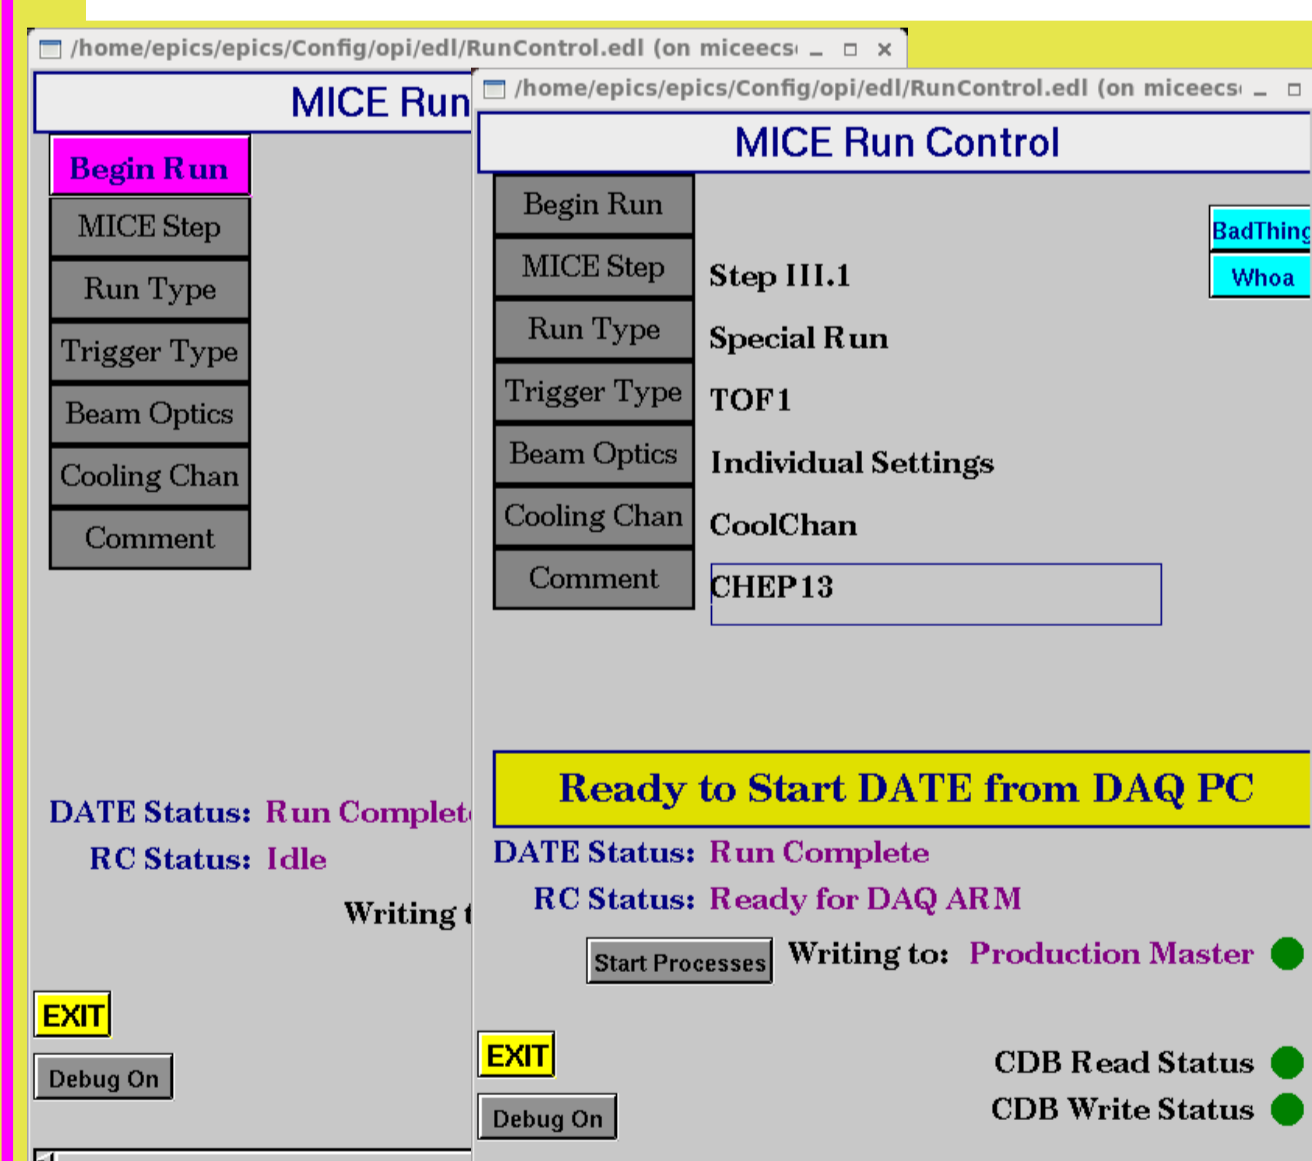 /home/epics/epics/Config/opi/edl/RunControl.edl (on miceecs
MICE Run
Begin Run
MICE Step
Run Type
Trigger Type
Beam Optics
Cooling Chan
Comment
DATE Status: Run Complete
RC Status: Idle
Writing t
EXIT
Debug On
/home/epics/epics/Config/opi/edl/RunControl.edl (on miceecs
MICE Run Control
Begin Run
BadThing
Whoa
MICE Step Step III.1
Run Type Special Run
Trigger Type TOF1
Beam Optics Individual Settings
Cooling Chan CoolChan
Comment CHEP13
Ready to Start DATE from DAQ PC
DATE Status: Run Complete
RC Status: Ready for DAQ ARM
Start Processes Writing to: Production Master
EXIT
CDB Read Status
CDB Write Status
Debug On